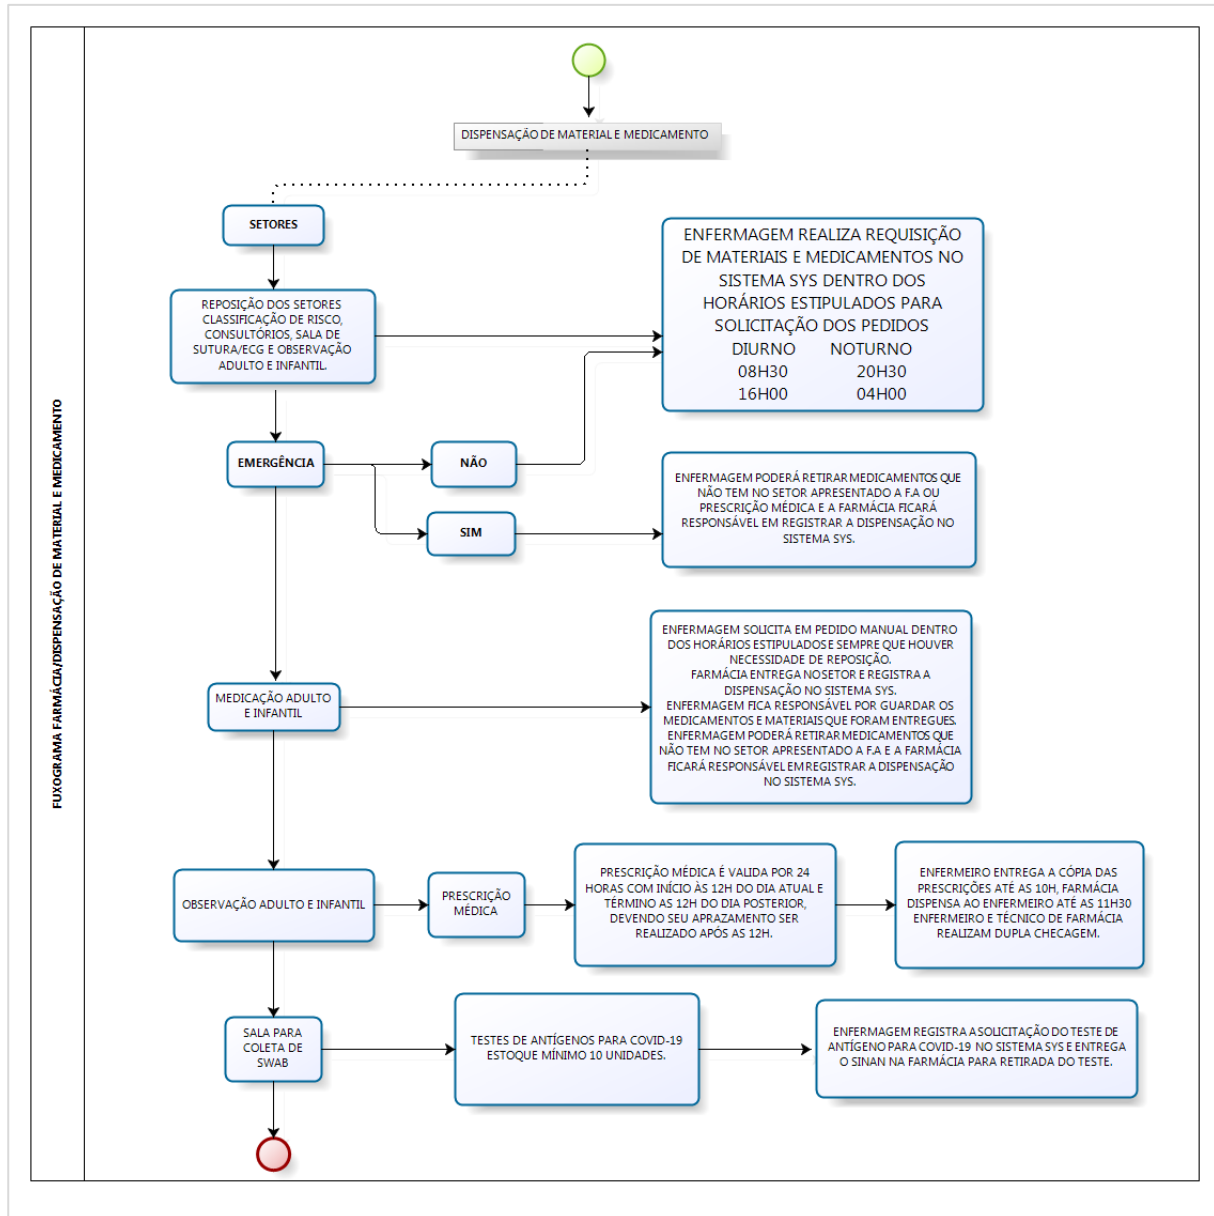 FUXOGRAMA FARMÁCIA/DISPENSAÇÃO DE MATERIAL E MEDICAMENTO
DISPENSAÇÃO DE MATERIAL E MEDICAMENTO
SETORES
REPOSIÇÃO DOS SETORES
CLASSIFICAÇÃO DE RISCO,
CONSULTÓRIOS, SALA DE
SUTURA/ECG E OBSERVAÇÃO
ADULTO E INFANTIL.
ENFERMAGEM REALIZA REQUISIÇÃO
DE MATERIAIS E MEDICAMENTOS NO
SISTEMA SYS DENTRO DOS
HORÁRIOS ESTIPULADOS PARA
SOLICITAÇÃO DOS PEDIDOS
DIURNO NOTURNO
08H30 20H30
16H00 04H00
EMERGÊNCIA
NÃO
SIM
ENFERMAGEM PODERÁ RETIRAR MEDICAMENTOS QUE
NÃO TEM NO SETOR APRESENTADO A F.A OU
PRESCRIÇÃO MÉDICA E A FARMÁCIA FICARÁ
RESPONSÁVEL EM REGISTRAR A DISPENSAÇÃO NO
SISTEMA SYS.
MEDICAÇÃO ADULTO
E INFANTIL
ENFERMAGEM SOLICITA EM PEDIDO MANUAL DENTRO
DOS HORÁRIOS ESTIPULADOS E SEMPRE QUE HOUVER
NECESSIDADE DE REPOSIÇÃO.
FARMÁCIA ENTREGA NO SETOR E REGISTRA A
DISPENSAÇÃO NO SISTEMA SYS.
ENFERMAGEM FICA RESPONSÁVEL POR GUARDAR OS
MEDICAMENTOS E MATERIAIS QUE FORAM ENTREGUES.
ENFERMAGEM PODERÁ RETIRAR MEDICAMENTOS QUE
NÃO TEM NO SETOR APRESENTADO A F.A E A FARMÁCIA
FICARÁ RESPONSÁVEL EM REGISTRAR A DISPENSAÇÃO
NO SISTEMA SYS.
OBSERVAÇÃO ADULTO E INFANTIL
PRESCRIÇÃO
MÉDICA
PRESCRIÇÃO MÉDICA É VALIDA POR 24
HORAS COM INÍCIO ÀS 12H DO DIA ATUAL E
TÉRMINO AS 12H DO DIA POSTERIOR,
DEVENDO SEU APRAZAMENTO SER
REALIZADO APÓS AS 12H.
ENFERMEIRO ENTREGA A CÓPIA DAS
PRESCRIÇÕES ATÉ AS 10H, FARMÁCIA
DISPENSA AO ENFERMEIRO ATÉ AS 11H30
ENFERMEIRO E TÉCNICO DE FARMÁCIA
REALIZAM DUPLA CHECAGEM.
SALA PARA
COLETA DE
SWAB
TESTES DE ANTÍGENOS PARA COVID-19
ESTOQUE MÍNIMO 10 UNIDADES.
ENFERMAGEM REGISTRA A SOLICITAÇÃO DO TESTE DE
ANTÍGENO PARA COVID-19 NO SISTEMA SYS E ENTREGA
O SINAN NA FARMÁCIA PARA RETIRADA DO TESTE.